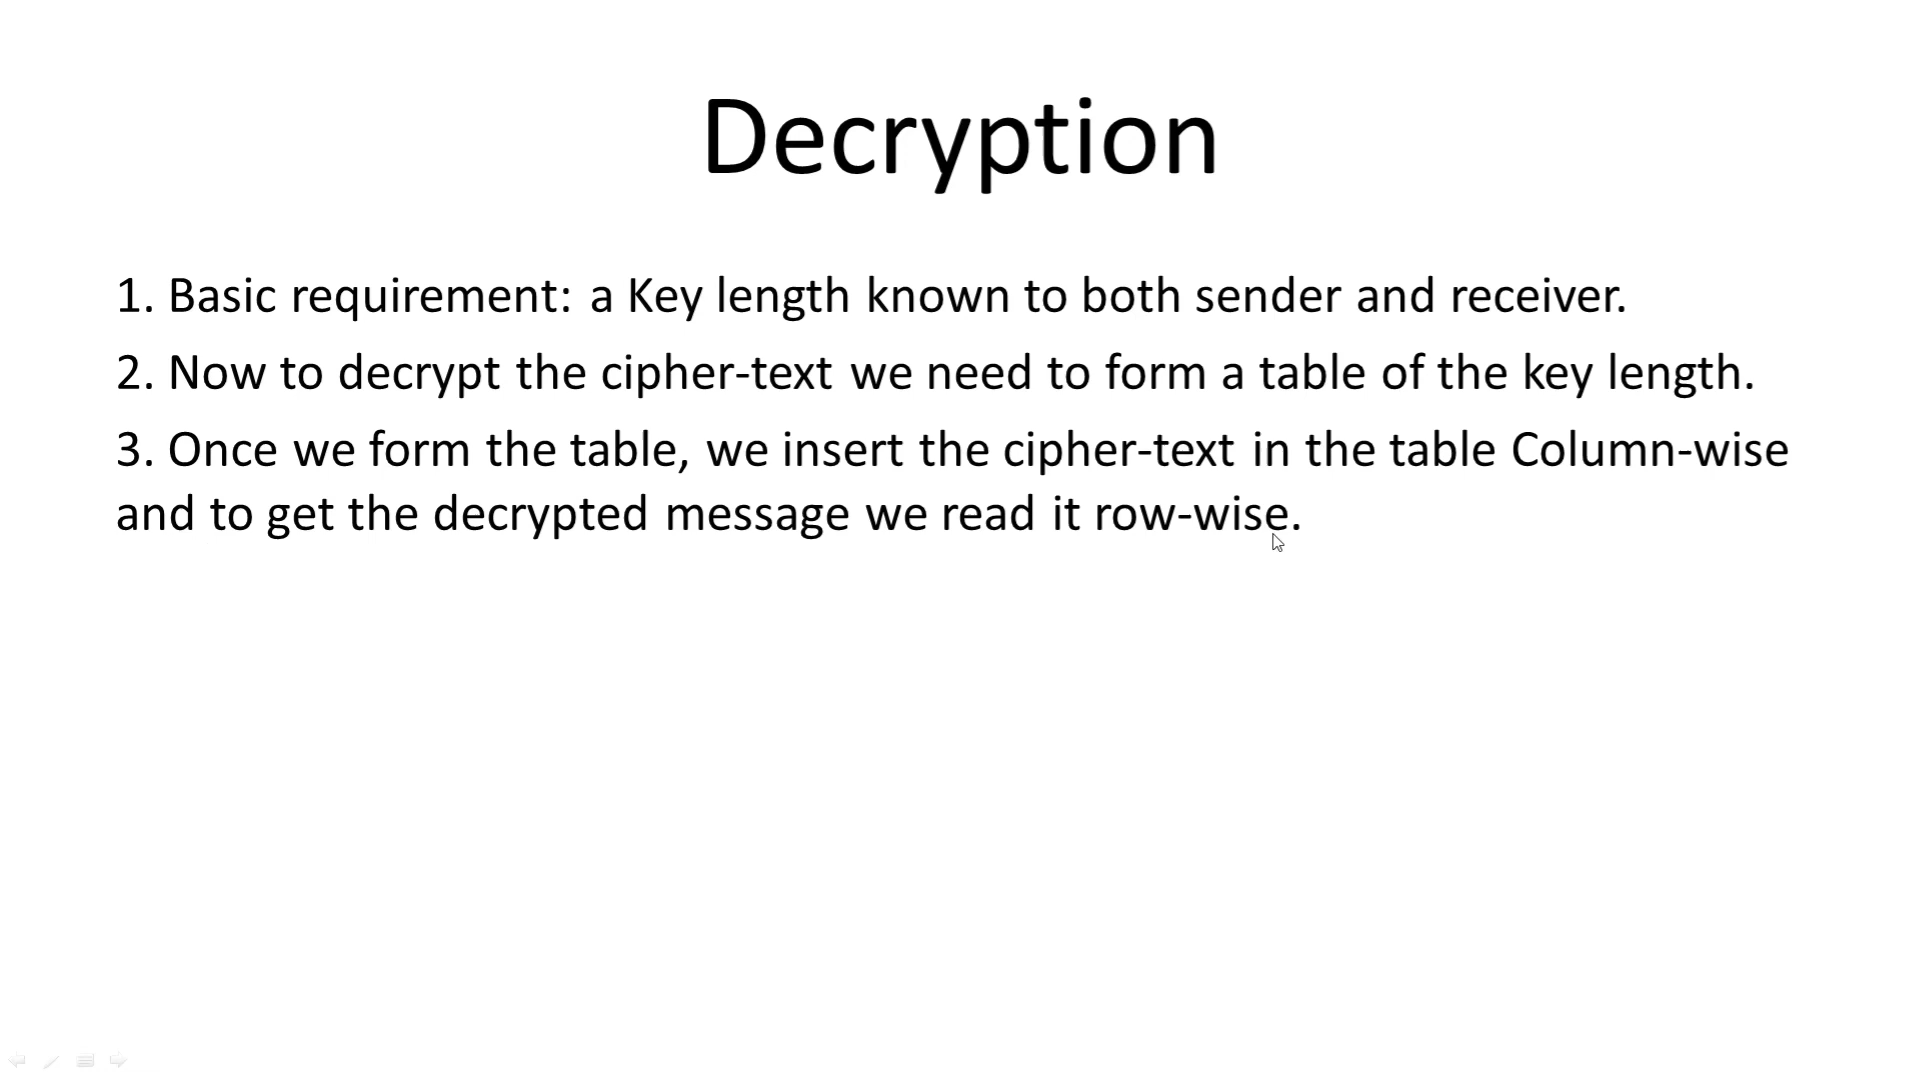 Decryption
1. Basic requirement: a Key length known to both sender and receiver.
2. Now to decrypt the cipher-text we need to form a table of the key length.
3. Once we form the table, we insert the cipher-text in the table Column-wise
and to get the decrypted message we read it row-wise.